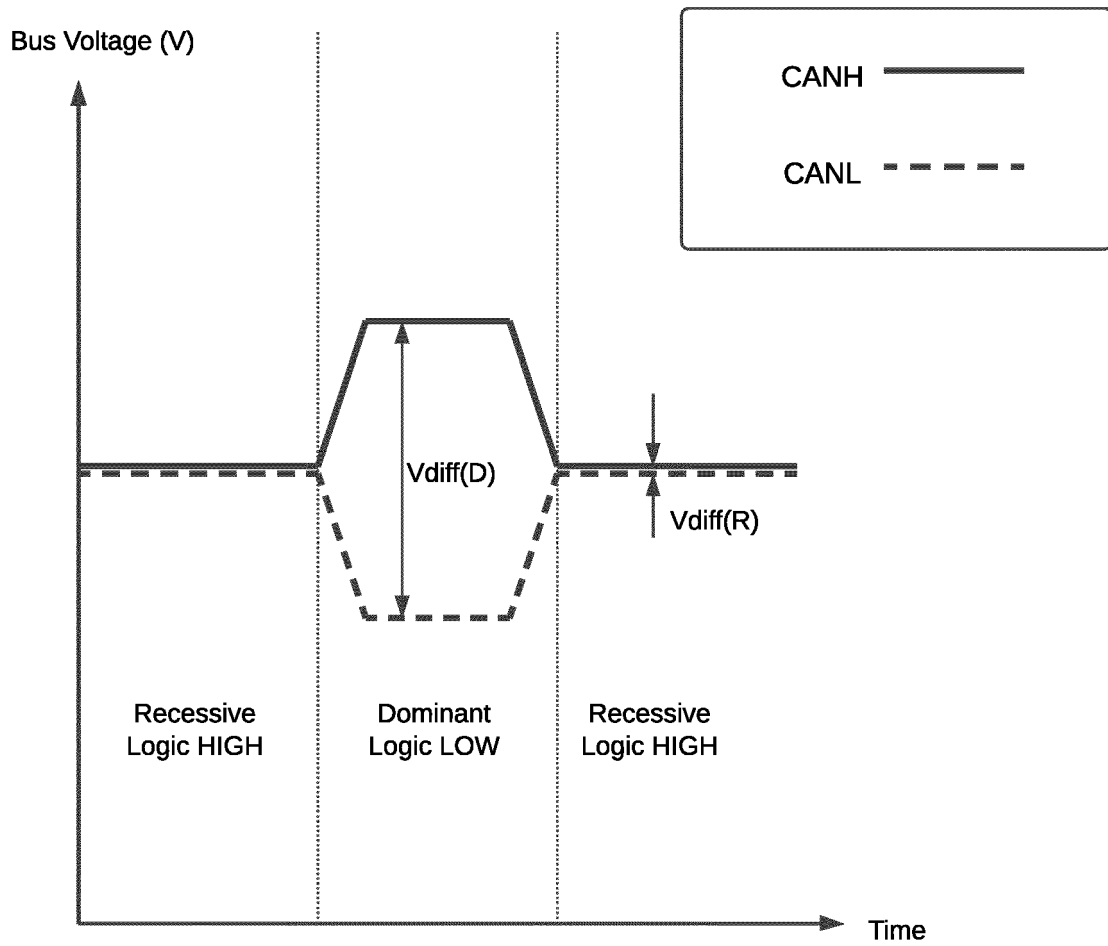 Bus Voltage (V)
CANH
CANL
Vdiff(D)
Vdiff(R)
Recessive
Logic HIGH
Dominant
Logic LOW
Recessive
Logic HIGH
Time